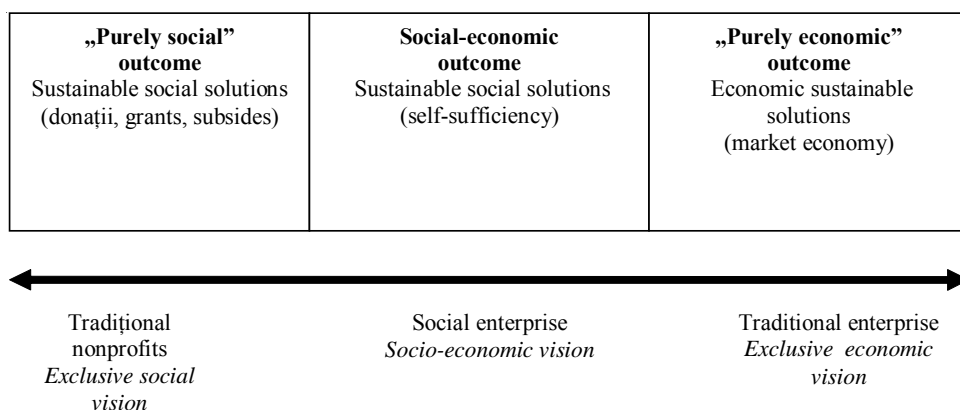 „Purely social”
outcome
Sustainable social solutions
(donații, grants, subsides)
Social-economic
outcome
Sustainable social solutions
(self-sufficiency)
„Purely economic”
outcome
Economic sustainable
solutions
(market economy)
Tradițional
nonprofits
Exclusive social
vision
Social enterprise
Socio-economic vision
Traditional enterprise
Exclusive economic
vision